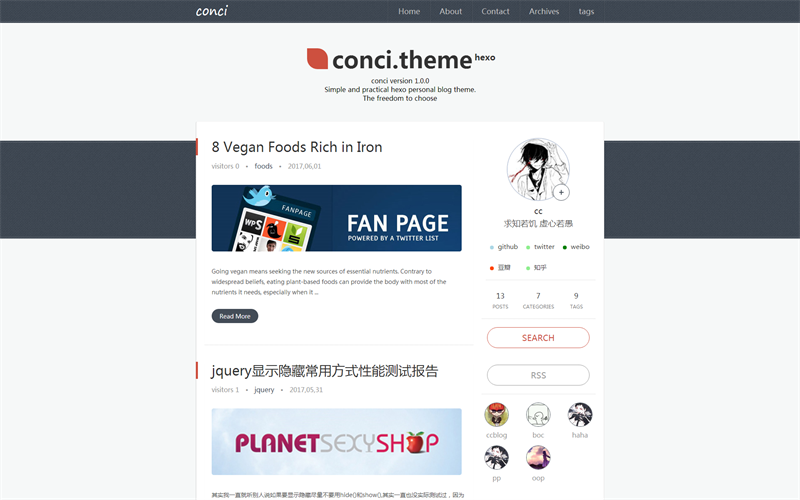 conci
Home About Contact Archives tags
conci.theme hexo
conci version 1.0.0
Simple and practical hexo personal blog theme.
The freedom to choose
8 Vegan Foods Rich in Iron
visitors 0 • foods • 2017,06,01
FANPAGE
WPS
FAN PAGE
POWERED BY A TWITTER LIST
Going vegan means seeking the new sources of essential nutrients. Contrary to
widespread beliefs, eating plant-based foods can provide the body with most of the
nutrients it needs, especially when it ...
Read More
jquery显示隐藏常用方式性能测试报告
visitors 1 • jquery • 2017,05,31
PLANETSEXYSHOP
其实我一直就听别人说如果要显示隐藏尽量不要用hide()和show(),其实一也没实际测试过，因为
cc
求知若饥 虚心若愚
github twitter weibo
豆瓣 知乎
13 7 9
POSTS CATEGORIES TAGS
SEARCH
RSS
ccblog boc haha
pp oop